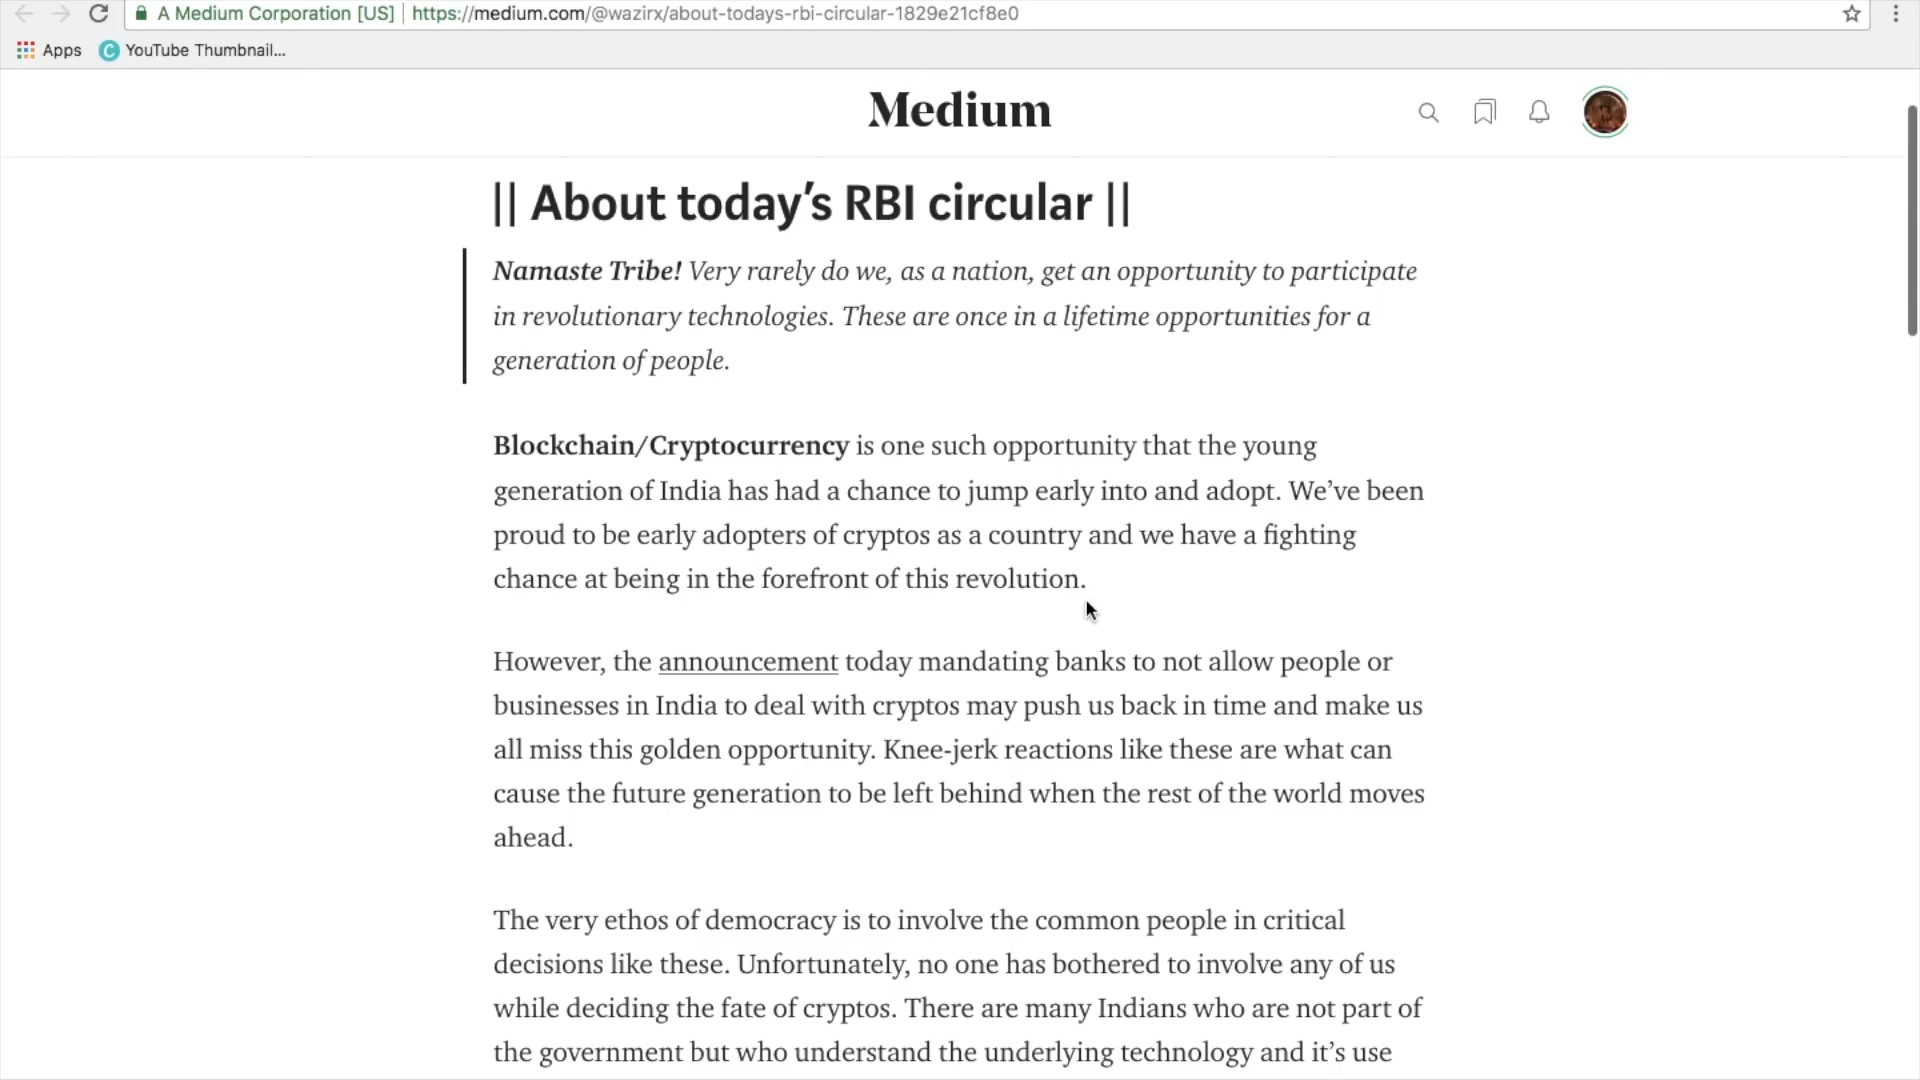 A Medium Corporation [US] | https://medium.com/@wazirx/about-todays-rbi-circular-1829e21cf8e0
Apps C YouTube Thumbnail...
Medium
|| About today’s RBI circular ||
Namaste Tribe! Very rarely do we, as a nation, get an opportunity to participate
in revolutionary technologies. These are once in a lifetime opportunities for a
generation of people.
Blockchain/Cryptocurrency is one such opportunity that the young
generation of India has had a chance to jump early into and adopt. We’ve been
proud to be early adopters of cryptos as a country and we have a fighting
chance at being in the forefront of this revolution.
However, the announcement today mandating banks to not allow people or
businesses in India to deal with cryptos may push us back in time and make us
all miss this golden opportunity. Knee-jerk reactions like these are what can
cause the future generation to be left behind when the rest of the world moves
ahead.
The very ethos of democracy is to involve the common people in critical
decisions like these. Unfortunately, no one has bothered to involve any of us
while deciding the fate of cryptos. There are many Indians who are not part of
the government but who understand the underlying technology and it’s use